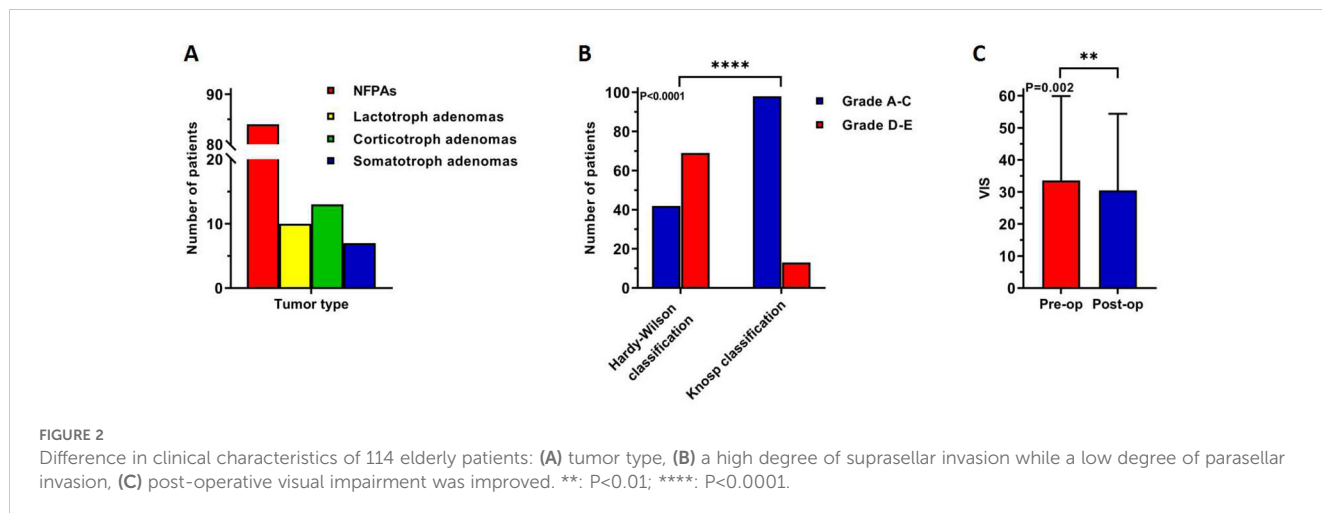 A
Number of patients
90
80
20
10
0
Tumor type
NFPAs
Lactotroph adenomas
Corticotroph adenomas
Somatotroph adenomas
B
****
P<0.0001
Number of patients
100
80
60
40
20
0
Hardy-Wilson
classification
Knosp classification
Grade A-C
Grade D-E
C
**
P=0.002
VIS
60
50
40
30
20
10
0
Pre-op
Post-op
FIGURE 2
Difference in clinical characteristics of 114 elderly patients: (A) tumor type, (B) a high degree of suprasellar invasion while a low degree of parasellar
invasion, (C) post-operative visual impairment was improved. **: P<0.01; ****: P<0.0001.